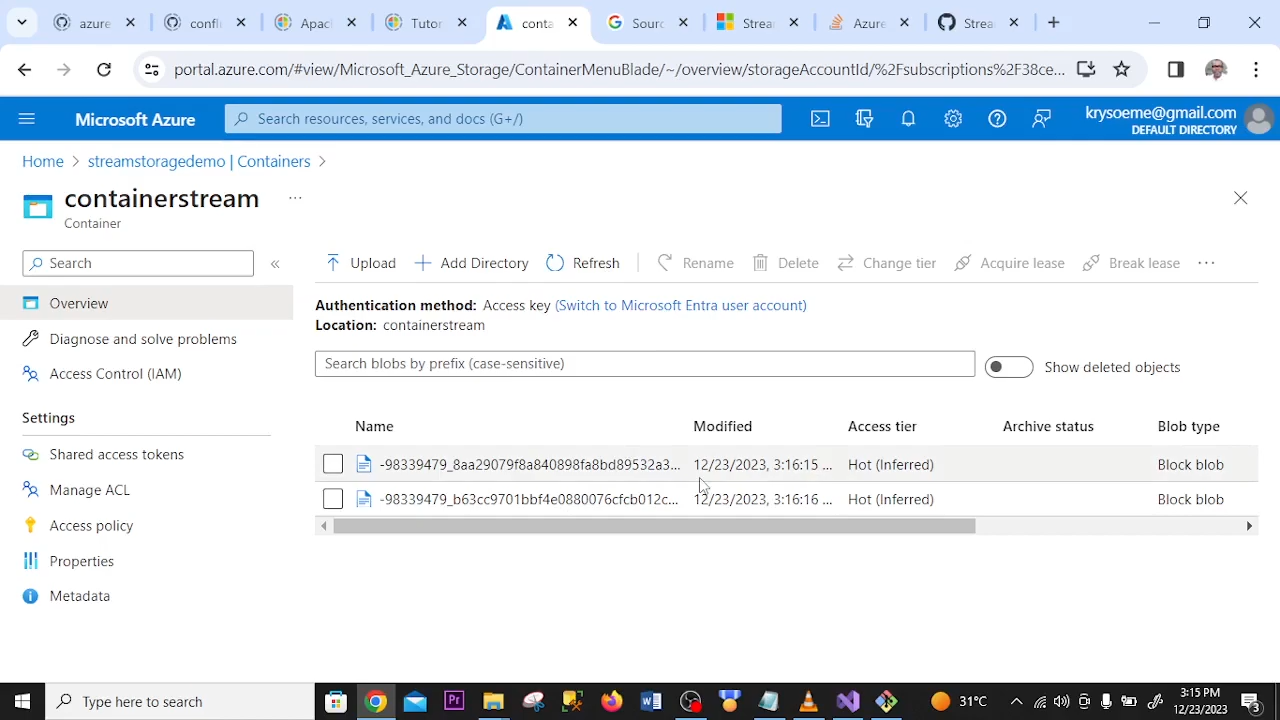 azure
confl
Apac
Tutor
conta
Sourc
Strea
Azure
Strea
portal.azure.com/#view/Microsoft_Azure_Storage/ContainerMenuBlade/~/overview/storageAccountId/%2Fsubscriptions%2F38ce...
Microsoft Azure
Search resources, services, and docs (G+/)
krysoeme@gmail.com
DEFAULT DIRECTORY
Home > streamstoragedemo | Containers >
containerstream ...
Container
Search
«
Upload
Add Directory
Refresh
Rename
Delete
Change tier
Acquire lease
Break lease
...
Overview
Diagnose and solve problems
Access Control (IAM)
Settings
Shared access tokens
Manage ACL
Access policy
Properties
Metadata
Authentication method: Access key (Switch to Microsoft Entra user account)
Location: containerstream
Search blobs by prefix (case-sensitive)
Show deleted objects
Name Modified Access tier Archive status Blob type
-98339479_8aa29079f8a840898fa8bd89532a3... 12/23/2023, 3:16:15 ... Hot (Inferred) Block blob
-98339479_b63cc9701bbf4e0880076cfcb012c... 12/23/2023, 3:16:16 ... Hot (Inferred) Block blob
Type here to search
31°C
3:15 PM
12/23/2023
3